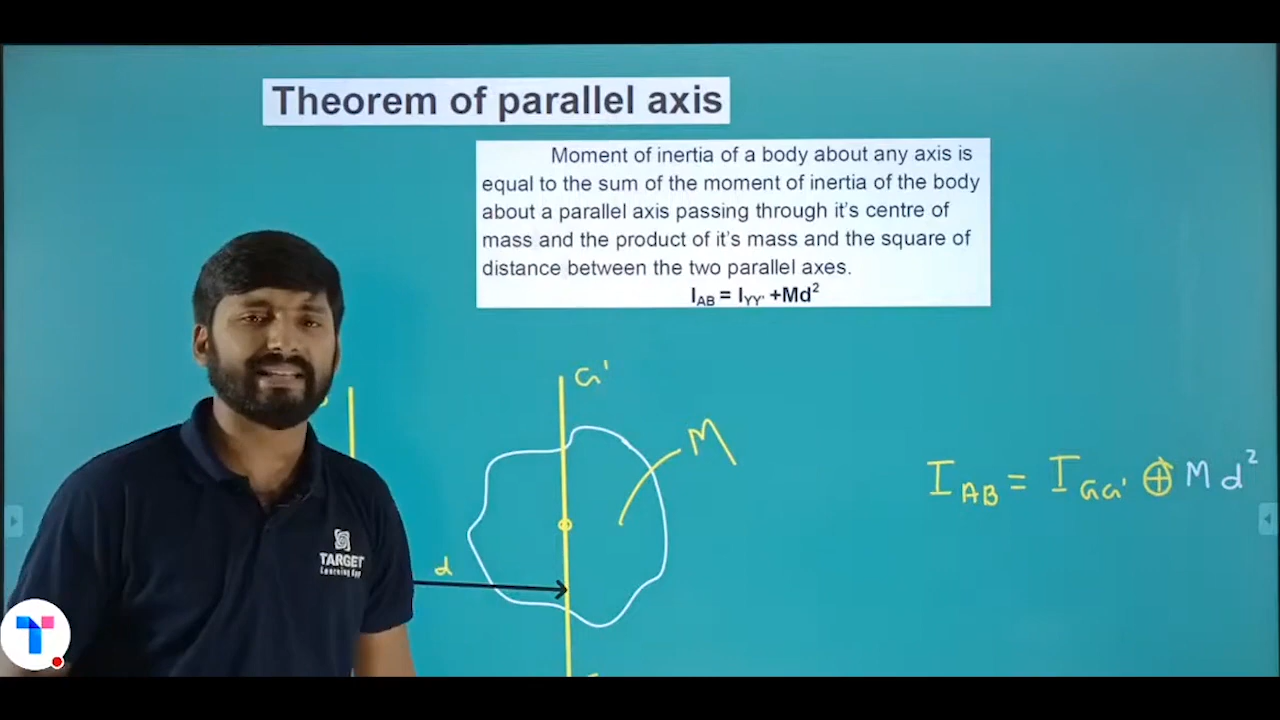 Theorem of parallel axis
Moment of inertia of a body about any axis is
equal to the sum of the moment of inertia of the body
about a parallel axis passing through it's centre of
mass and the product of it's mass and the square of
distance between the two parallel axes.
I_AB = I_YY' +Md²
G'
M
I_AB = I_GG' ⊕ Md²
d
TARGET
Learning App
T